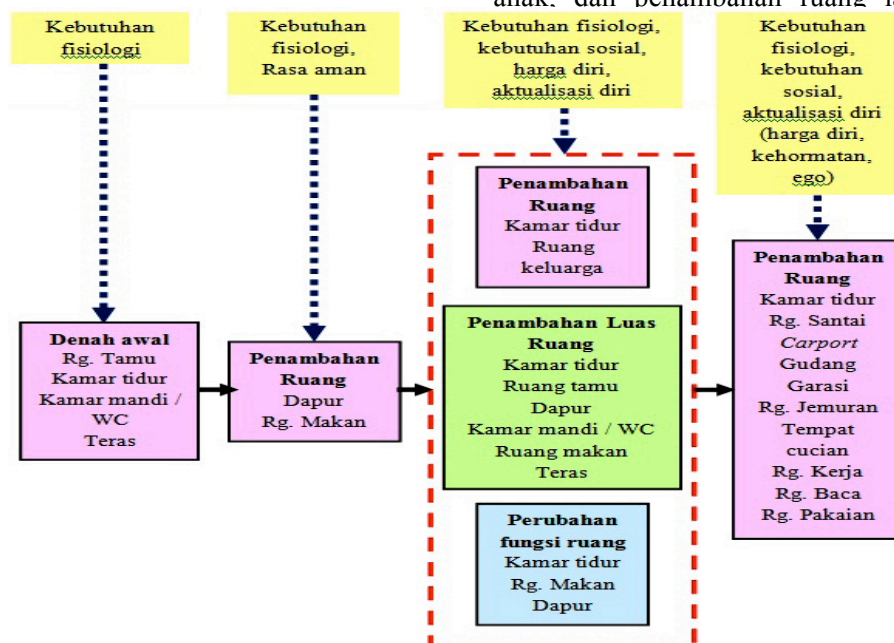 anak, dan penambahan ruang
Kebutuhan
fisiologi
Kebutuhan
fisiologi,
Rasa aman
Kebutuhan fisiologi,
kebutuhan sosial,
harga diri,
aktualisasi diri
Kebutuhan
fisiologi,
kebutuhan
sosial,
aktualisasi diri
(harga diri,
kehormatan,
ego)
Denah awal
Rg. Tamu
Kamar tidur
Kamar mandi /
WC
Teras
Penambahan
Ruang
Dapur
Rg. Makan
Penambahan
Ruang
Kamar tidur
Ruang
keluarga
Penambahan Luas
Ruang
Kamar tidur
Ruang tamu
Dapur
Kamar mandi / WC
Ruang makan
Teras
Perubahan
fungsi ruang
Kamar tidur
Rg. Makan
Dapur
Penambahan
Ruang
Kamar tidur
Rg. Santai
Carport
Gudang
Garasi
Rg. Jemuran
Tempat
cucian
Rg. Kerja
Rg. Baca
Rg. Pakaian